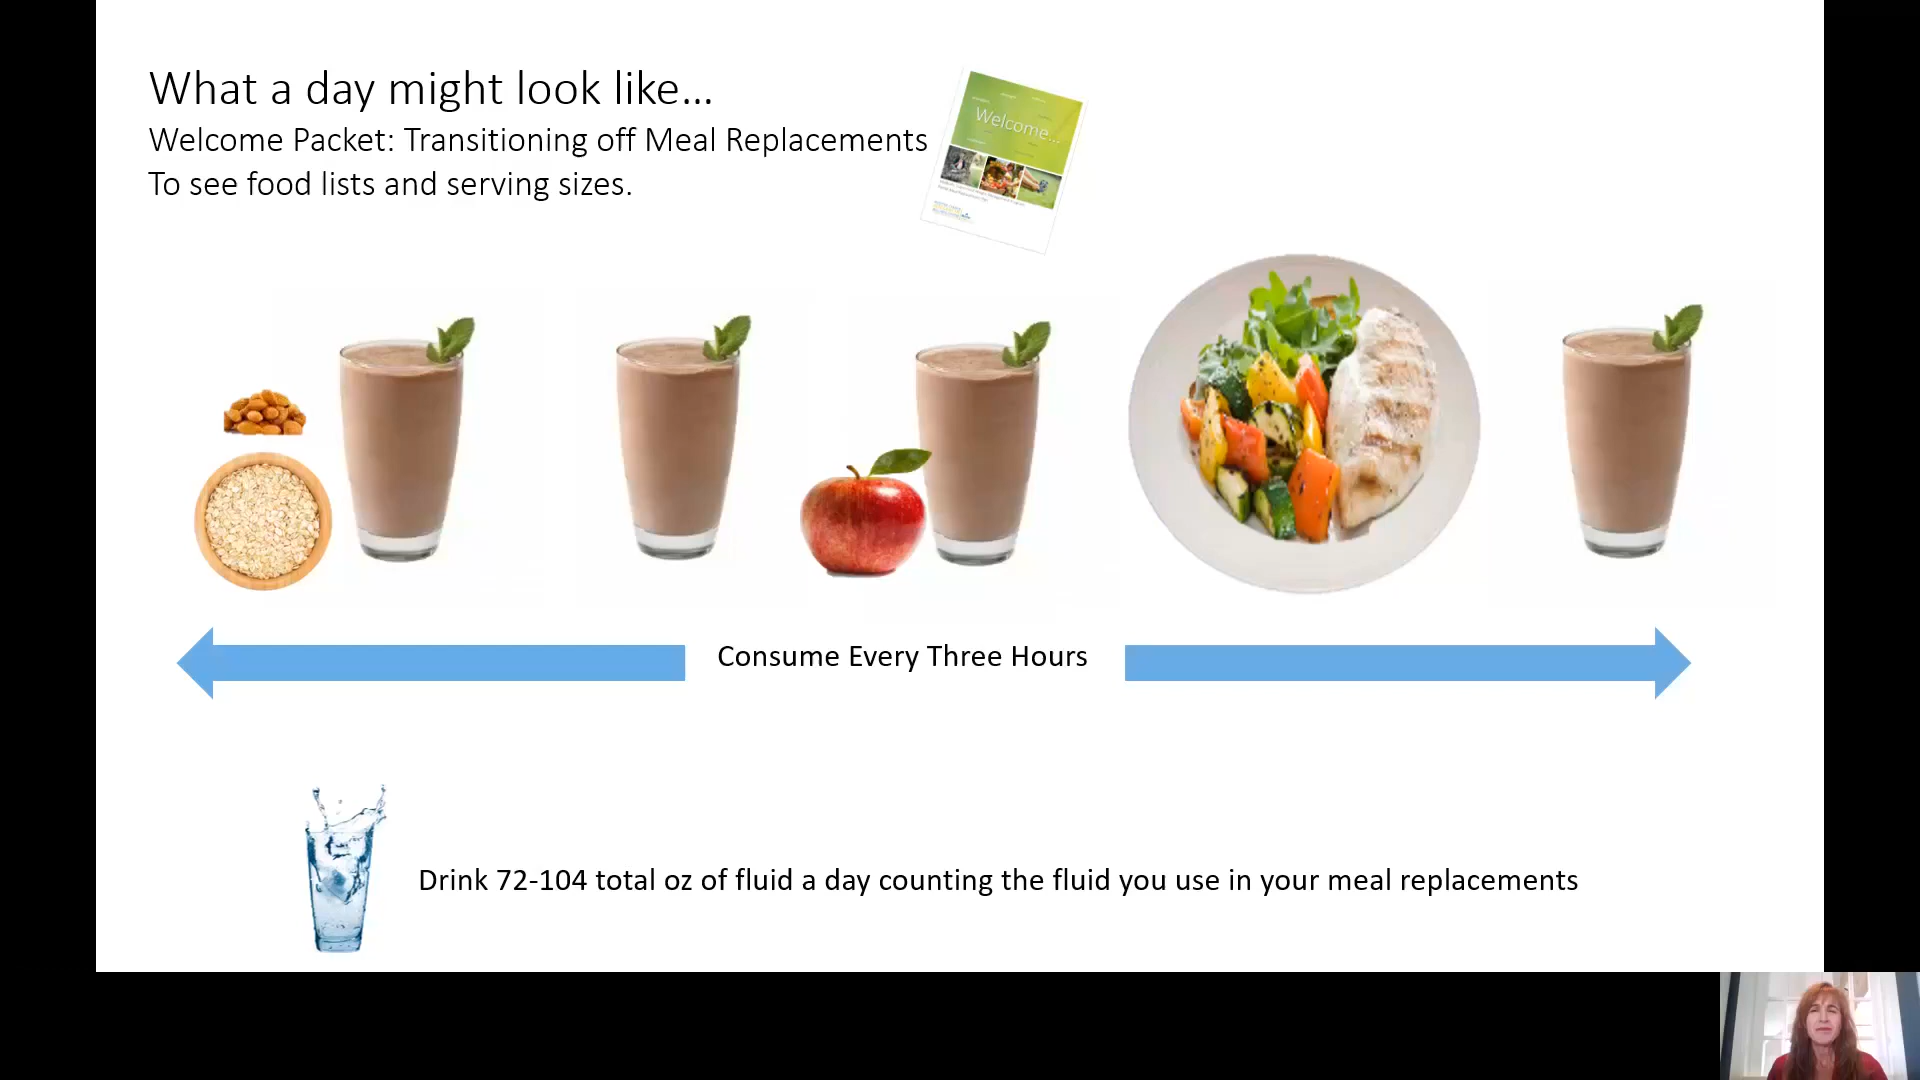 What a day might look like...
Welcome Packet: Transitioning off Meal Replacements
To see food lists and serving sizes.
Welcome...
Consume Every Three Hours
Drink 72-104 total oz of fluid a day counting the fluid you use in your meal replacements